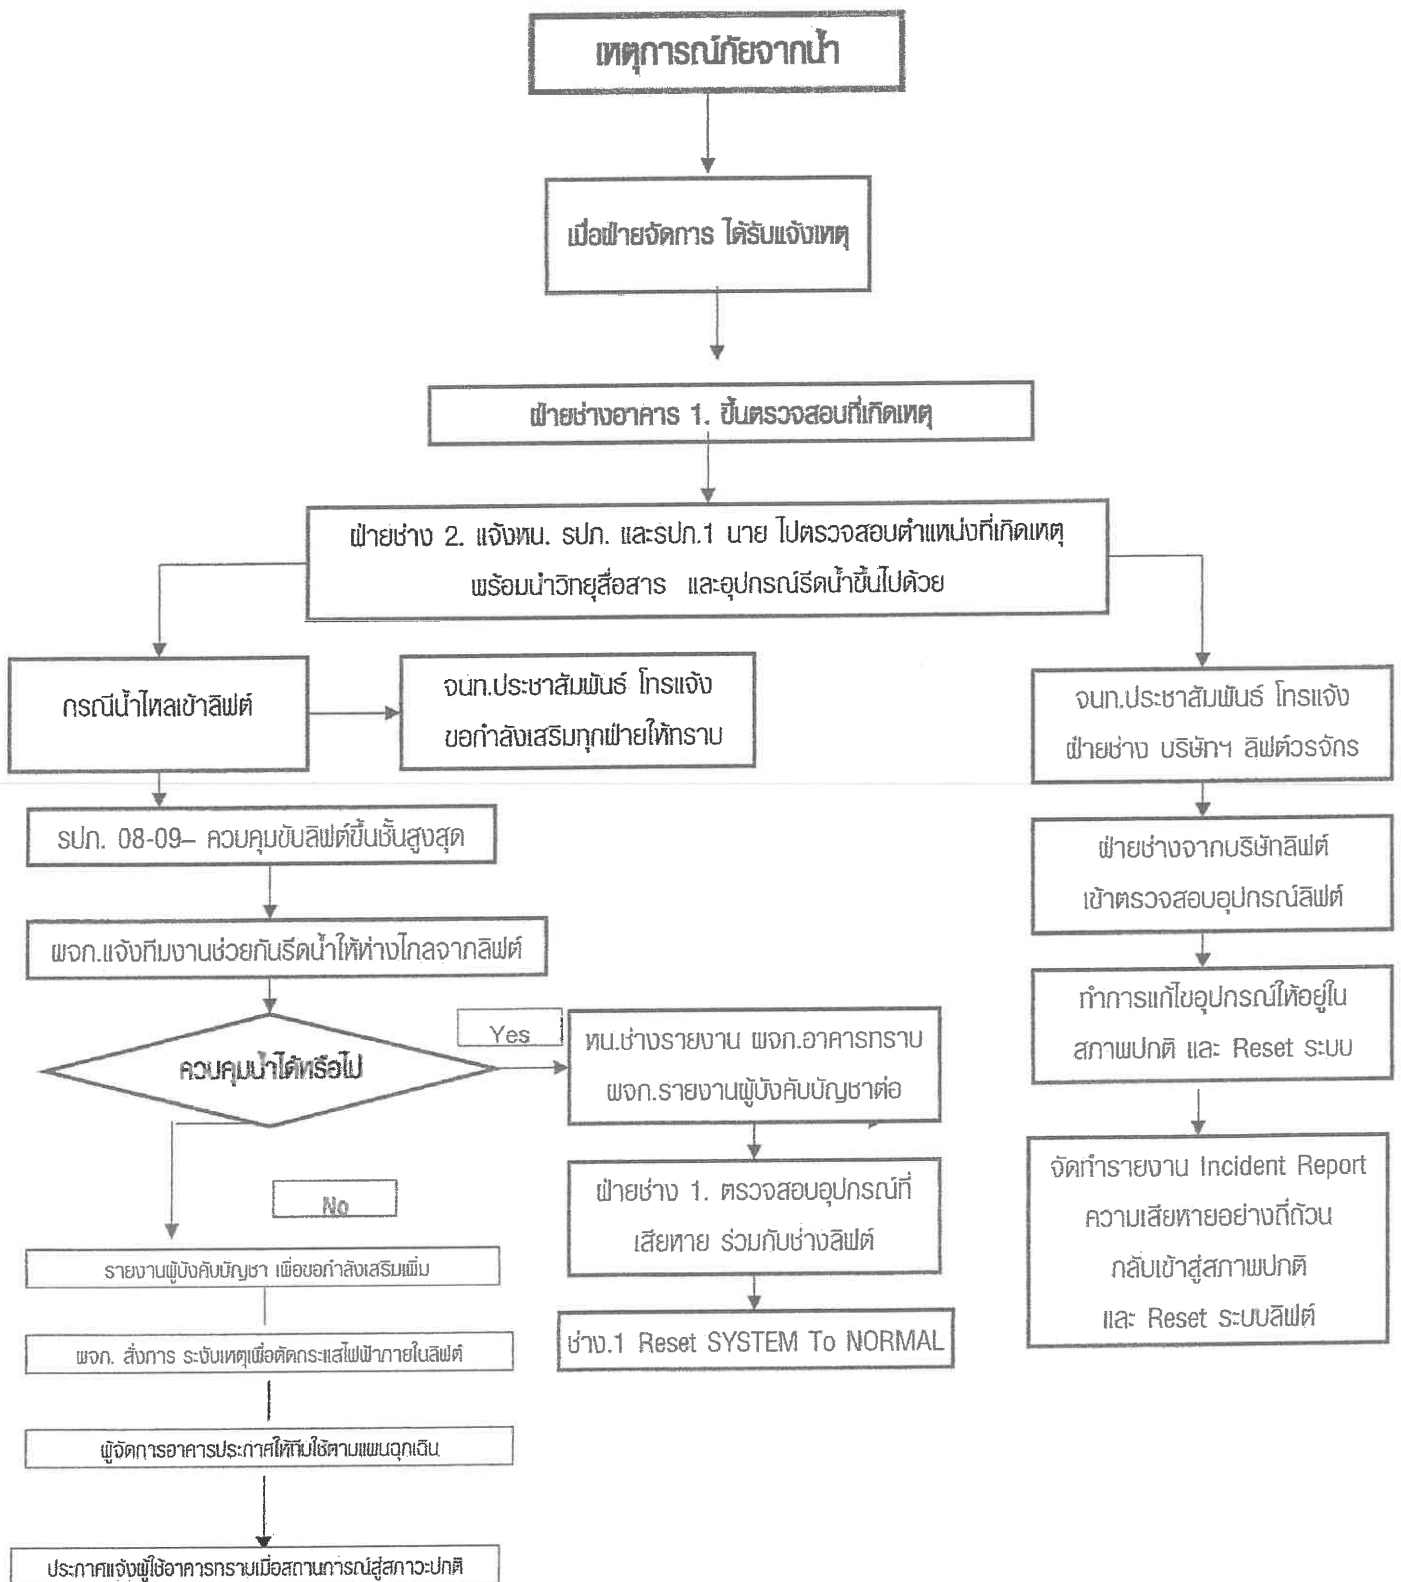 เหตุการณ์ภัยจากน้ำ
เมื่อฝ่ายจัดการ ได้รับแจ้งเหตุ
ฝ่ายช่างอาคาร 1. ขึ้นตรวจสอบที่เกิดเหตุ
ฝ่ายช่าง 2. แจ้งหน. รปภ. และรปภ.1 นาย ไปตรวจสอบตำแหน่งที่เกิดเหตุ
พร้อมนำวิทยุสื่อสาร และอุปกรณ์รีดน้ำขึ้นไปด้วย
กรณีน้ำไหลเข้าลิฟต์
จนท.ประชาสัมพันธ์ โทรแจ้ง
ขอกำลังเสริมทุกฝ่ายให้ทราบ
จนท.ประชาสัมพันธ์ โทรแจ้ง
ฝ่ายช่าง บริษัทฯ ลิฟต์วรจักร
รปภ. 08-09– ควบคุมขับลิฟต์ขึ้นชั้นสูงสุด
ฝ่ายช่างจากบริษัทลิฟต์
เข้าตรวจสอบอุปกรณ์ลิฟต์
ผจก.แจ้งทีมงานช่วยกันรีดน้ำให้ห่างไกลจากลิฟต์
ทำการแก้ไขอุปกรณ์ให้อยู่ใน
สภาพปกติ และ Reset ระบบ
ควบคุมน้ำได้หรือไป
Yes
หน.ช่างรายงาน ผจก.อาคารทราบ
ผจก.รายงานผู้บังคับบัญชาต่อ
No
ฝ่ายช่าง 1. ตรวจสอบอุปกรณ์ที่
เสียหาย ร่วมกับช่างลิฟต์
จัดทำรายงาน Incident Report
ความเสียหายอย่างถี่ถ้วน
กลับเข้าสู่สภาพปกติ
และ Reset ระบบลิฟต์
รายงานผู้บังคับบัญชา เพื่อขอกำลังเสริมเพิ่ม
ช่าง.1 Reset SYSTEM To NORMAL
ผจก. สั่งการ ระงับเหตุเพื่อตัดกระแสไฟฟ้าภายในลิฟต์
ผู้จัดการอาคารประกาศให้ทีมใช้ตามแผนฉุกเฉิน
ประกาศแจ้งผู้ใช้อาคารทราบเมื่อสถานการณ์สู่สภาวะปกติ